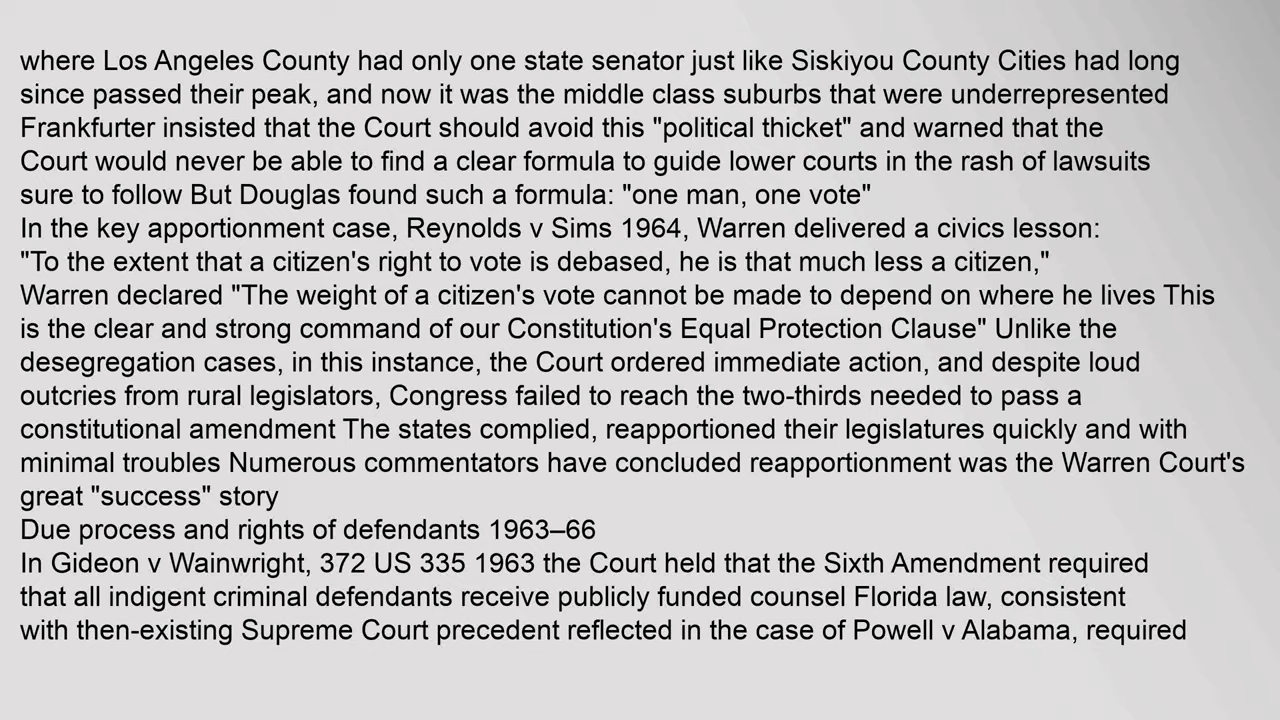 where Los Angeles County had only one state senator just like Siskiyou County Cities had long
since passed their peak, and now it was the middle class suburbs that were underrepresented
Frankfurter insisted that the Court should avoid this "political thicket" and warned that the
Court would never be able to find a clear formula to guide lower courts in the rash of lawsuits
sure to follow But Douglas found such a formula: "one man, one vote"
In the key apportionment case, Reynolds v Sims 1964, Warren delivered a civics lesson:
"To the extent that a citizen's right to vote is debased, he is that much less a citizen,"
Warren declared "The weight of a citizen's vote cannot be made to depend on where he lives This
is the clear and strong command of our Constitution's Equal Protection Clause" Unlike the
desegregation cases, in this instance, the Court ordered immediate action, and despite loud
outcries from rural legislators, Congress failed to reach the two-thirds needed to pass a
constitutional amendment The states complied, reapportioned their legislatures quickly and with
minimal troubles Numerous commentators have concluded reapportionment was the Warren Court's
great "success" story
Due process and rights of defendants 1963–66
In Gideon v Wainwright, 372 US 335 1963 the Court held that the Sixth Amendment required
that all indigent criminal defendants receive publicly funded counsel Florida law, consistent
with then-existing Supreme Court precedent reflected in the case of Powell v Alabama, required